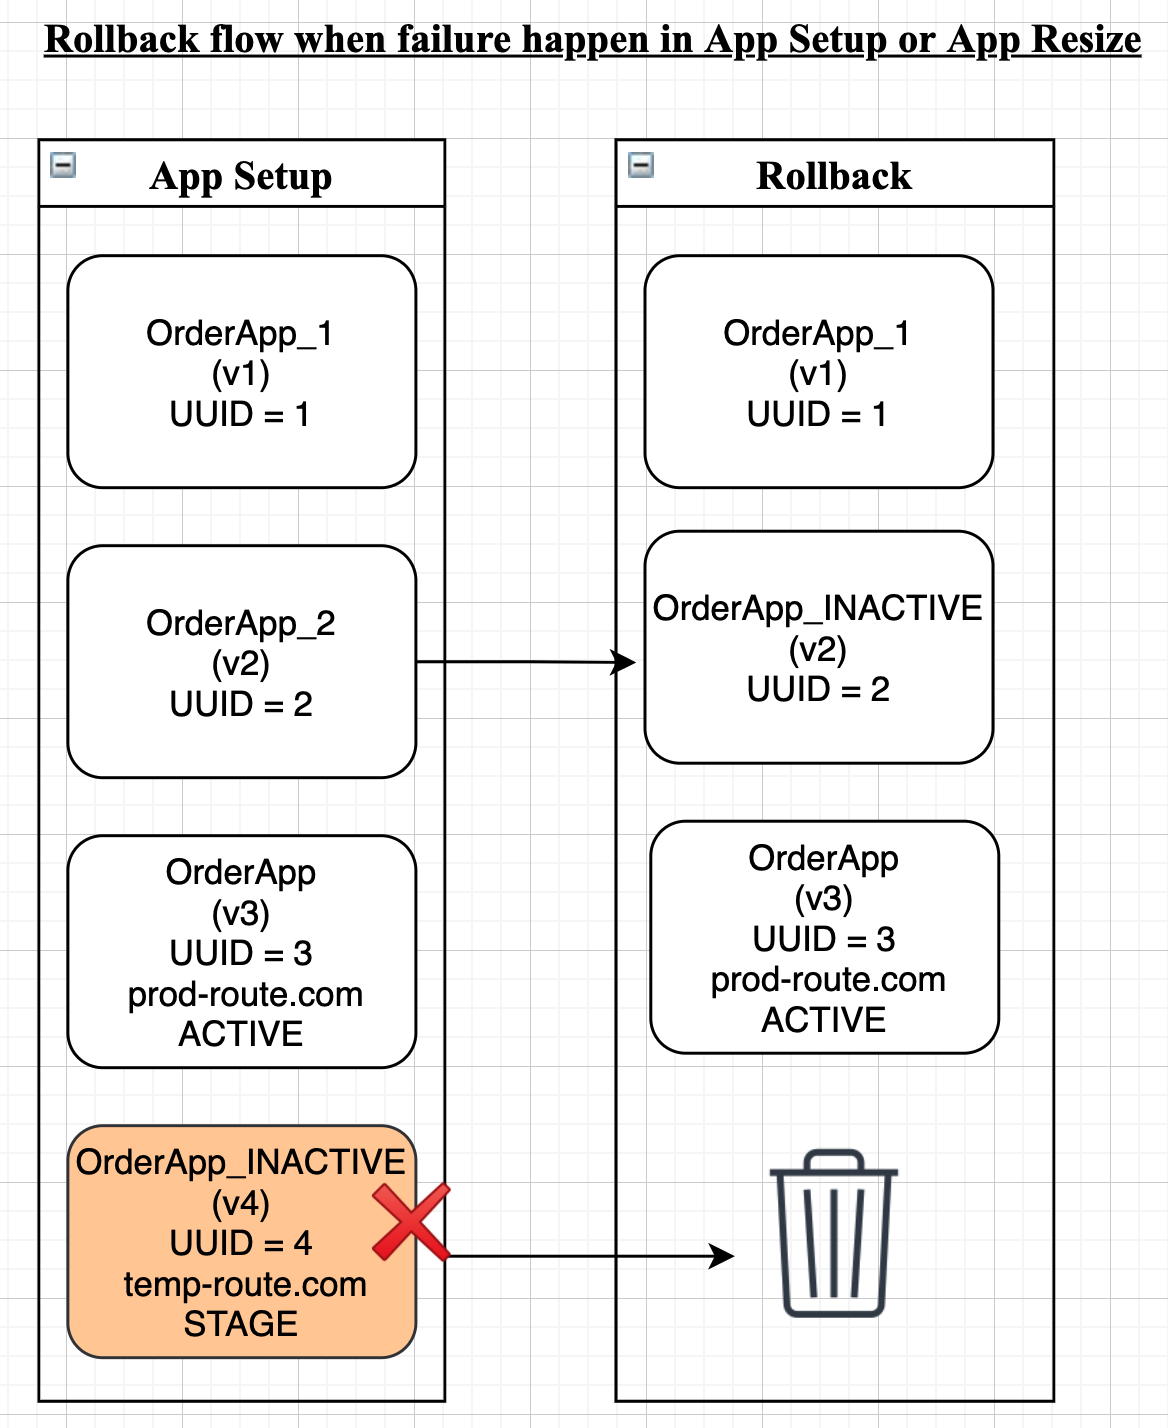 Rollback flow when failure happen in App Setup or App Resize
App Setup
OrderApp_1
(v1)
UUID = 1
OrderApp_2
(v2)
UUID = 2
OrderApp
(v3)
UUID = 3
prod-route.com
ACTIVE
OrderApp_INACTIVE
(v4)
UUID = 4
temp-route.com
STAGE
Rollback
OrderApp_1
(v1)
UUID = 1
OrderApp_INACTIVE
(v2)
UUID = 2
OrderApp
(v3)
UUID = 3
prod-route.com
ACTIVE